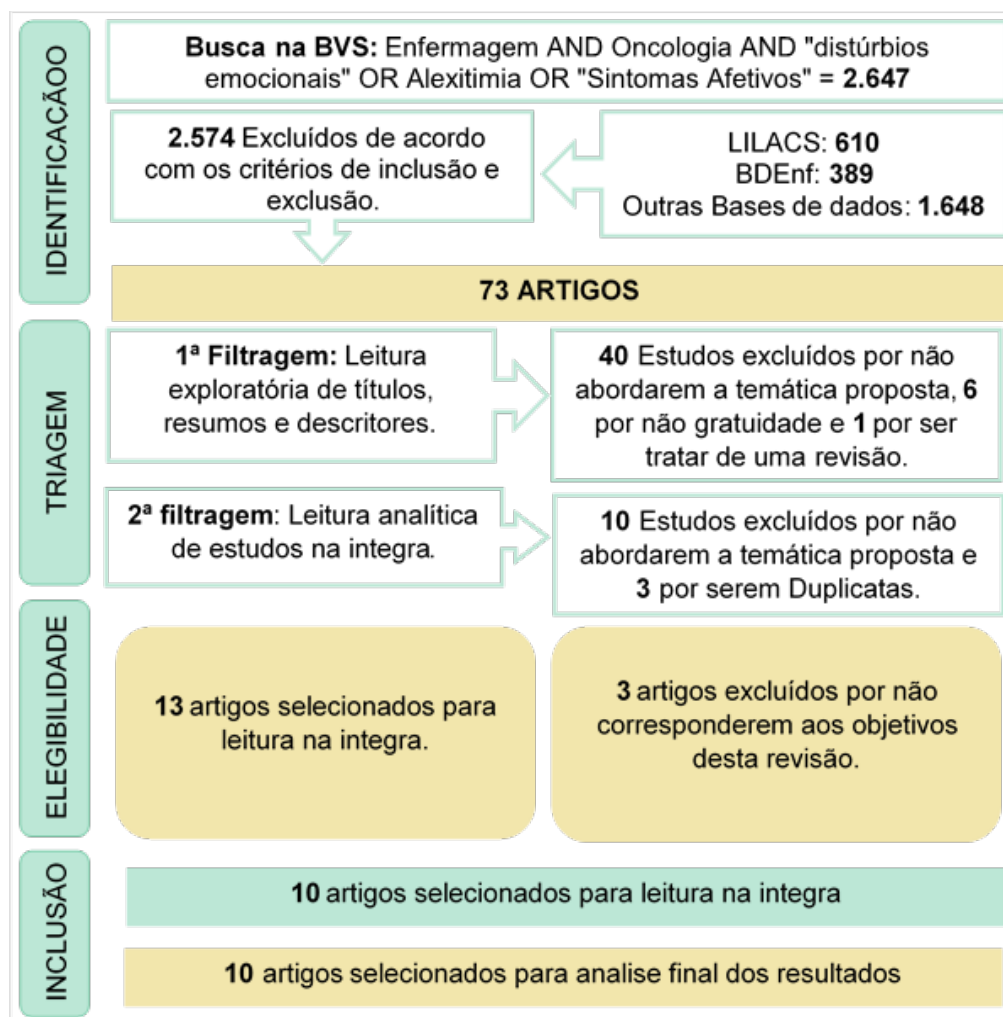 IDENTIFICAÇÃOO
Busca na BVS: Enfermagem AND Oncologia AND "distúrbios
emocionais" OR Alexitimia OR "Sintomas Afetivos" = 2.647
2.574 Excluídos de acordo
com os critérios de inclusão e
exclusão.
LILACS: 610
BDEnf: 389
Outras Bases de dados: 1.648
73 ARTIGOS
TRIAGEM
1ª Filtragem: Leitura
exploratória de títulos,
resumos e descritores.
40 Estudos excluídos por não
abordarem a temática proposta, 6
por não gratuidade e 1 por ser
tratar de uma revisão.
2ª filtragem: Leitura analítica
de estudos na integra.
10 Estudos excluídos por não
abordarem a temática proposta e
3 por serem Duplicatas.
ELEGIBILIDADE
13 artigos selecionados para
leitura na integra.
3 artigos excluídos por não
corresponderem aos objetivos
desta revisão.
INCLUSÃO
10 artigos selecionados para leitura na integra
10 artigos selecionados para analise final dos resultados